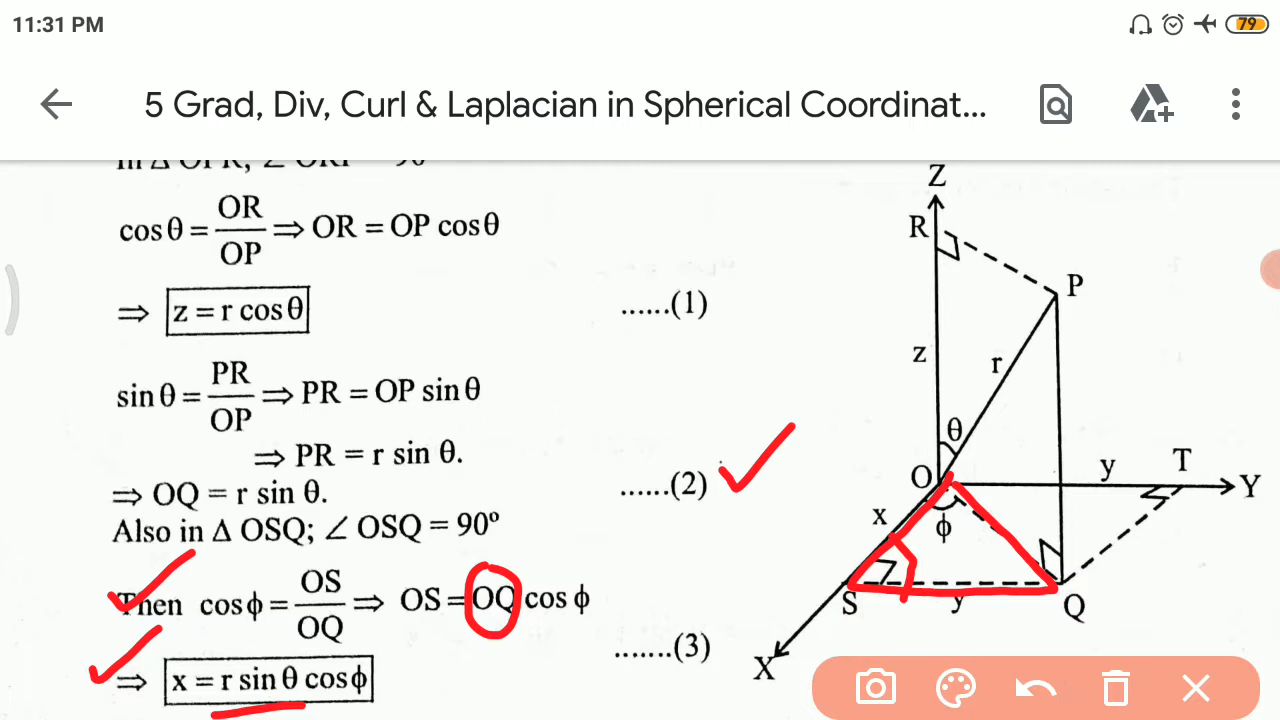 11:31 PM
79
5 Grad, Div, Curl & Laplacian in Spherical Coordinat...
cos θ = OR/OP ⇒ OR = OP cos θ
⇒ z = r cos θ ......(1)
sin θ = PR/OP ⇒ PR = OP sin θ
⇒ PR = r sin θ.
⇒ OQ = r sin θ. ......(2)
Also in Δ OSQ; ∠ OSQ = 90º
Then cos ϕ = OS/OQ ⇒ OS = OQ cos ϕ
⇒ x = r sin θ cos ϕ .......(3)
Z
R
P
z
r
θ
O
y
T
Y
x
ϕ
S
y
Q
X